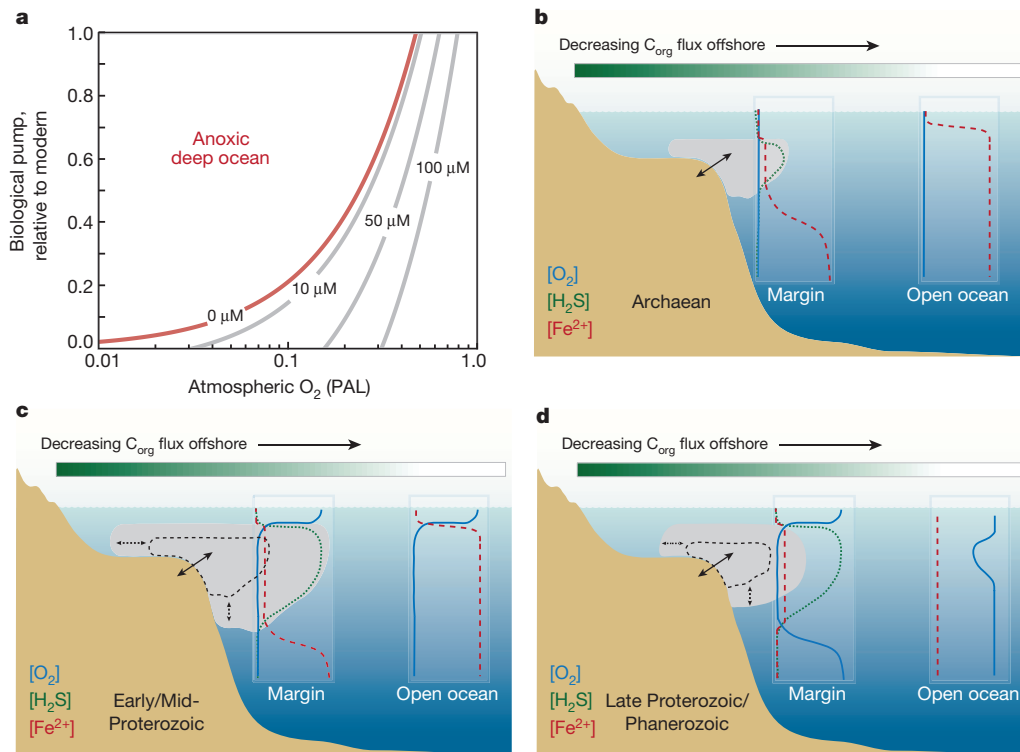 a
Biological pump,
relative to modern
1.0
0.8
0.6
0.4
0.2
0.0
Anoxic
deep ocean
100 μM
50 μM
10 μM
0 μM
0.01
0.1
1.0
Atmospheric O₂ (PAL)
b
Decreasing Corg flux offshore
[O₂]
[H₂S]
[Fe²⁺]
Archaean
Margin
Open ocean
c
Decreasing Corg flux offshore
[O₂]
[H₂S]
[Fe²⁺]
Early/Mid-
Proterozoic
Margin
Open ocean
d
Decreasing Corg flux offshore
[O₂]
[H₂S]
[Fe²⁺]
Late Proterozoic/
Phanerozoic
Margin
Open ocean